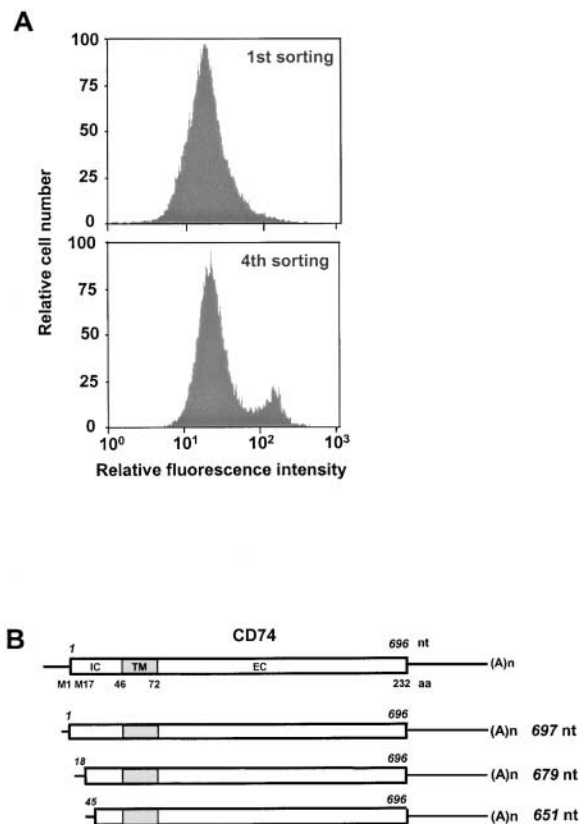 A
1st sorting
100
75
50
25
0
4th sorting
100
75
50
25
0
10⁰ 10¹ 10² 10³
Relative cell number
Relative fluorescence intensity
B
CD74
1 696 nt
IC TM EC (A)n
M1 M17 46 72 232 aa
1 696
(A)n 697 nt
18 696
(A)n 679 nt
45 696
(A)n 651 nt